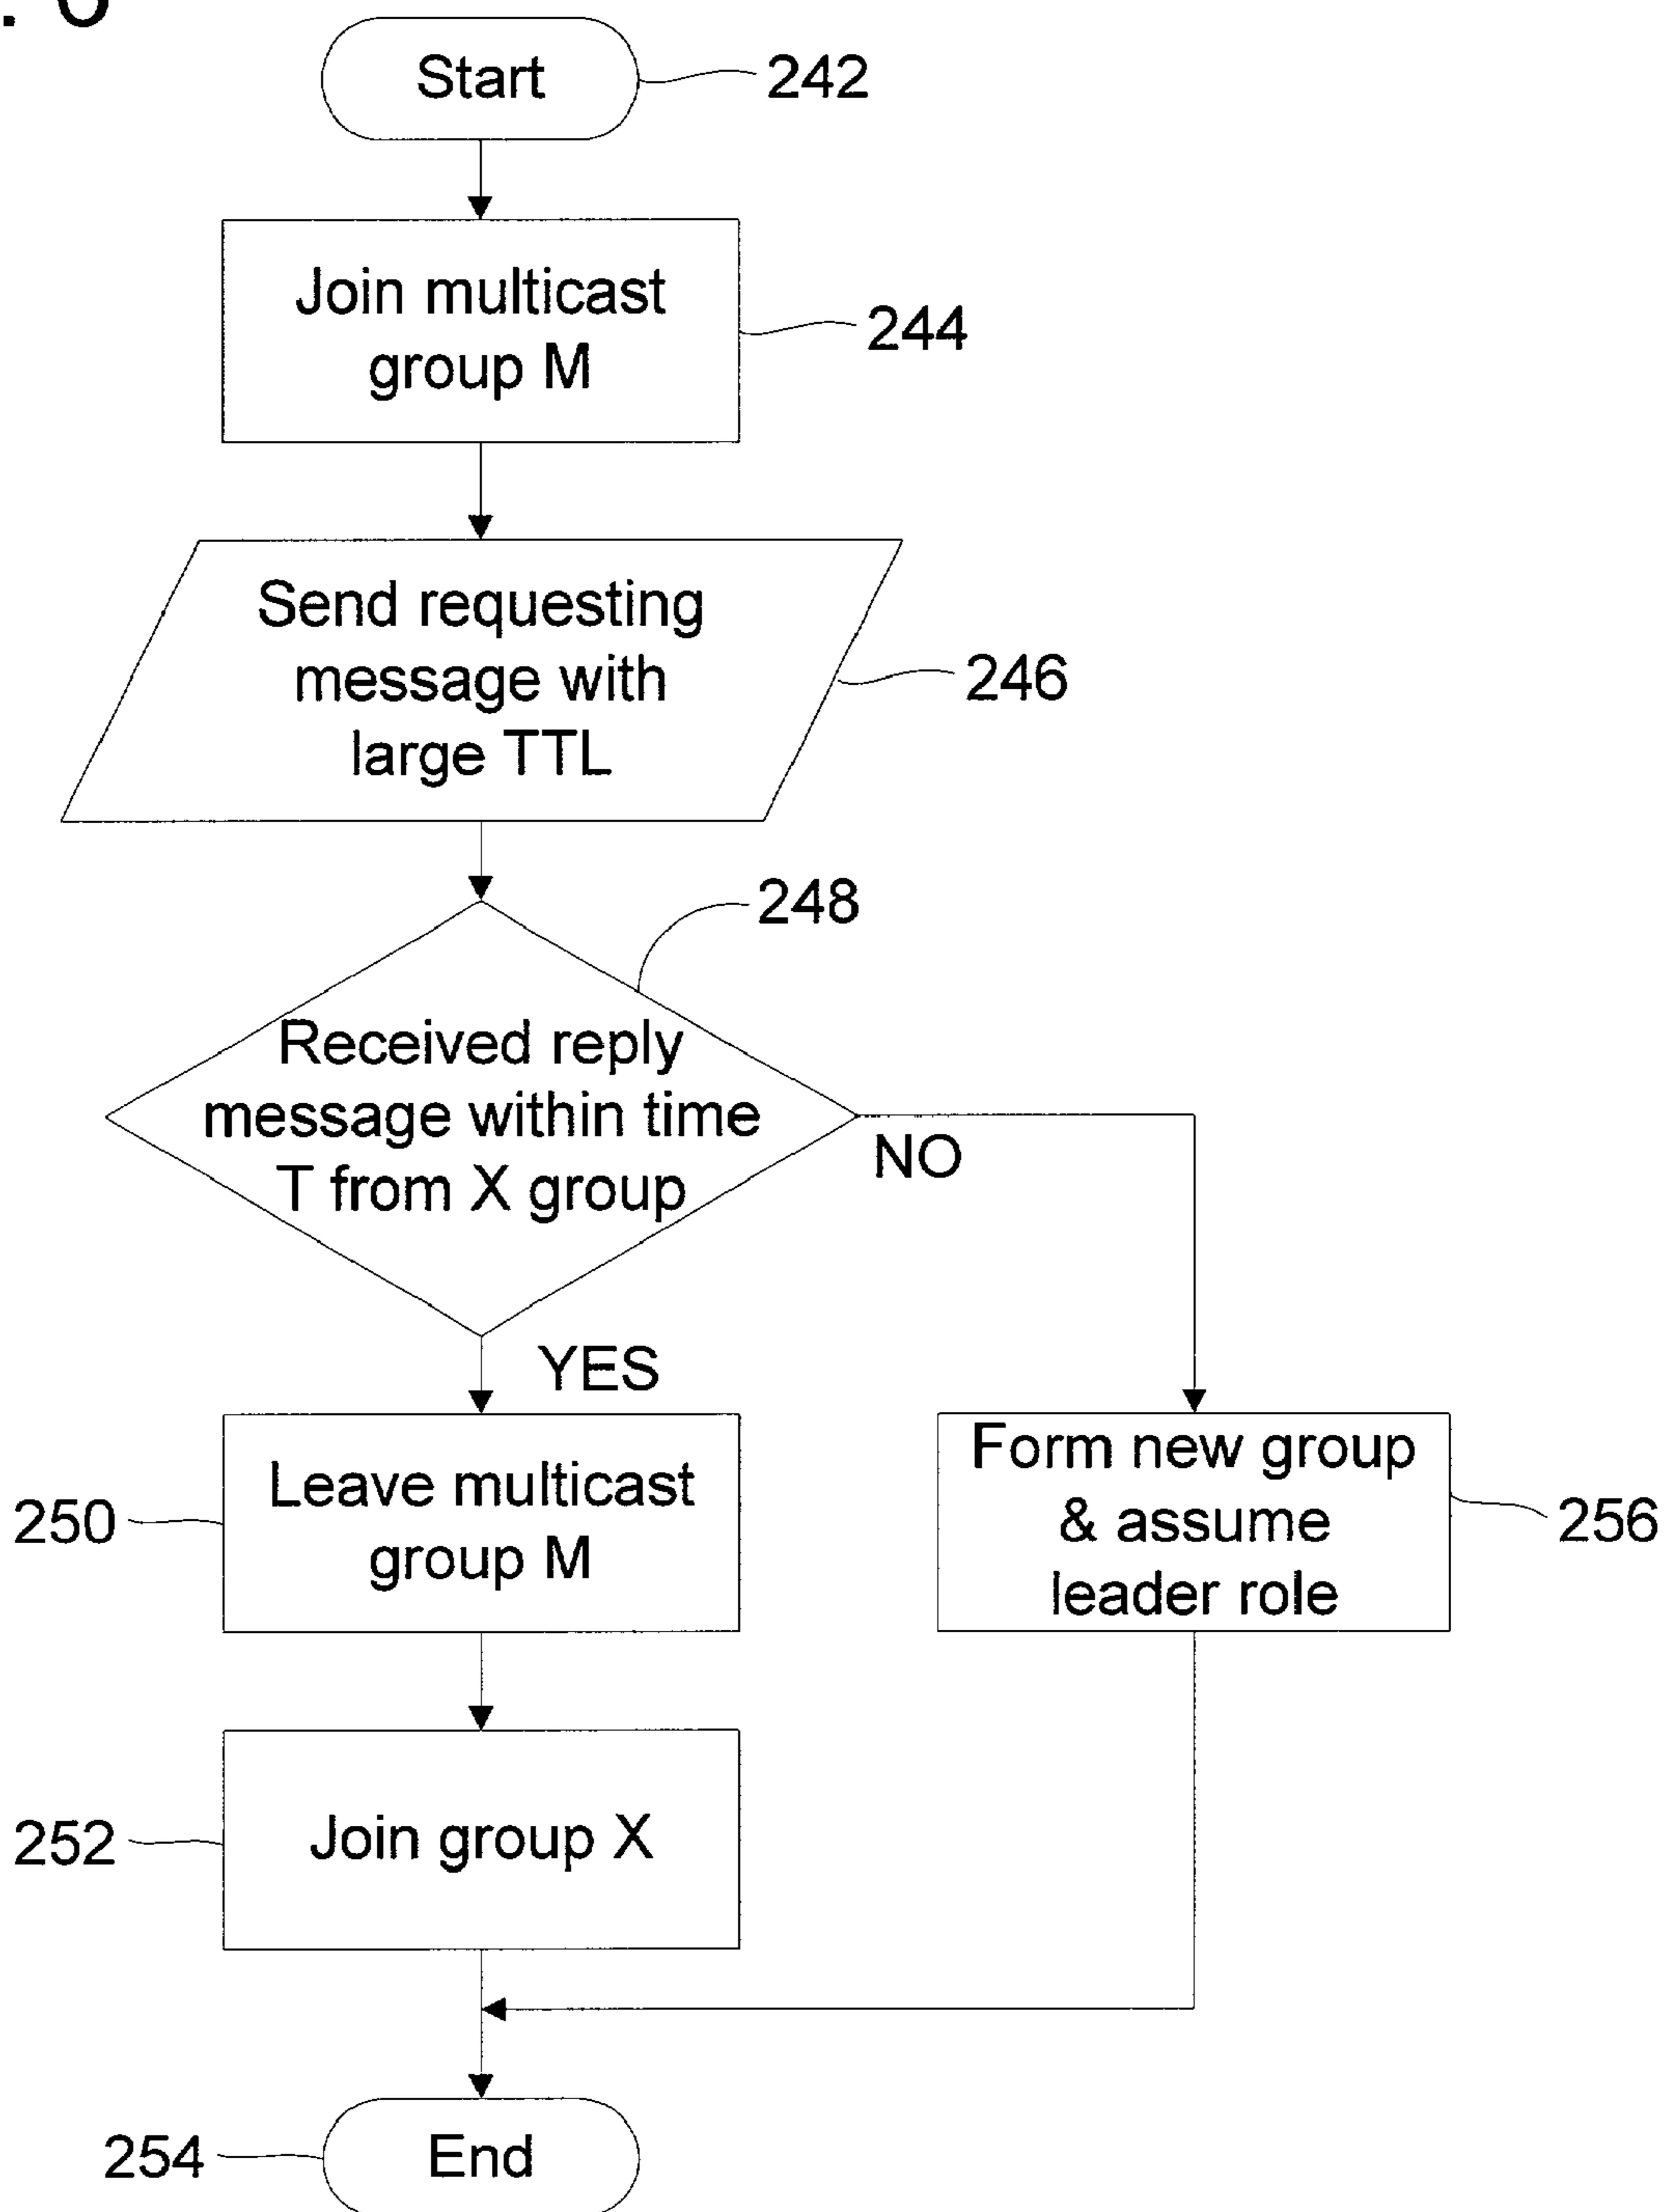 . 6
Start
242
Join multicast
group M
244
Send requesting
message with
large TTL
246
248
Received reply
message within time
T from X group
NO
YES
250
Leave multicast
group M
Form new group
& assume
leader role
256
252
Join group X
254
End